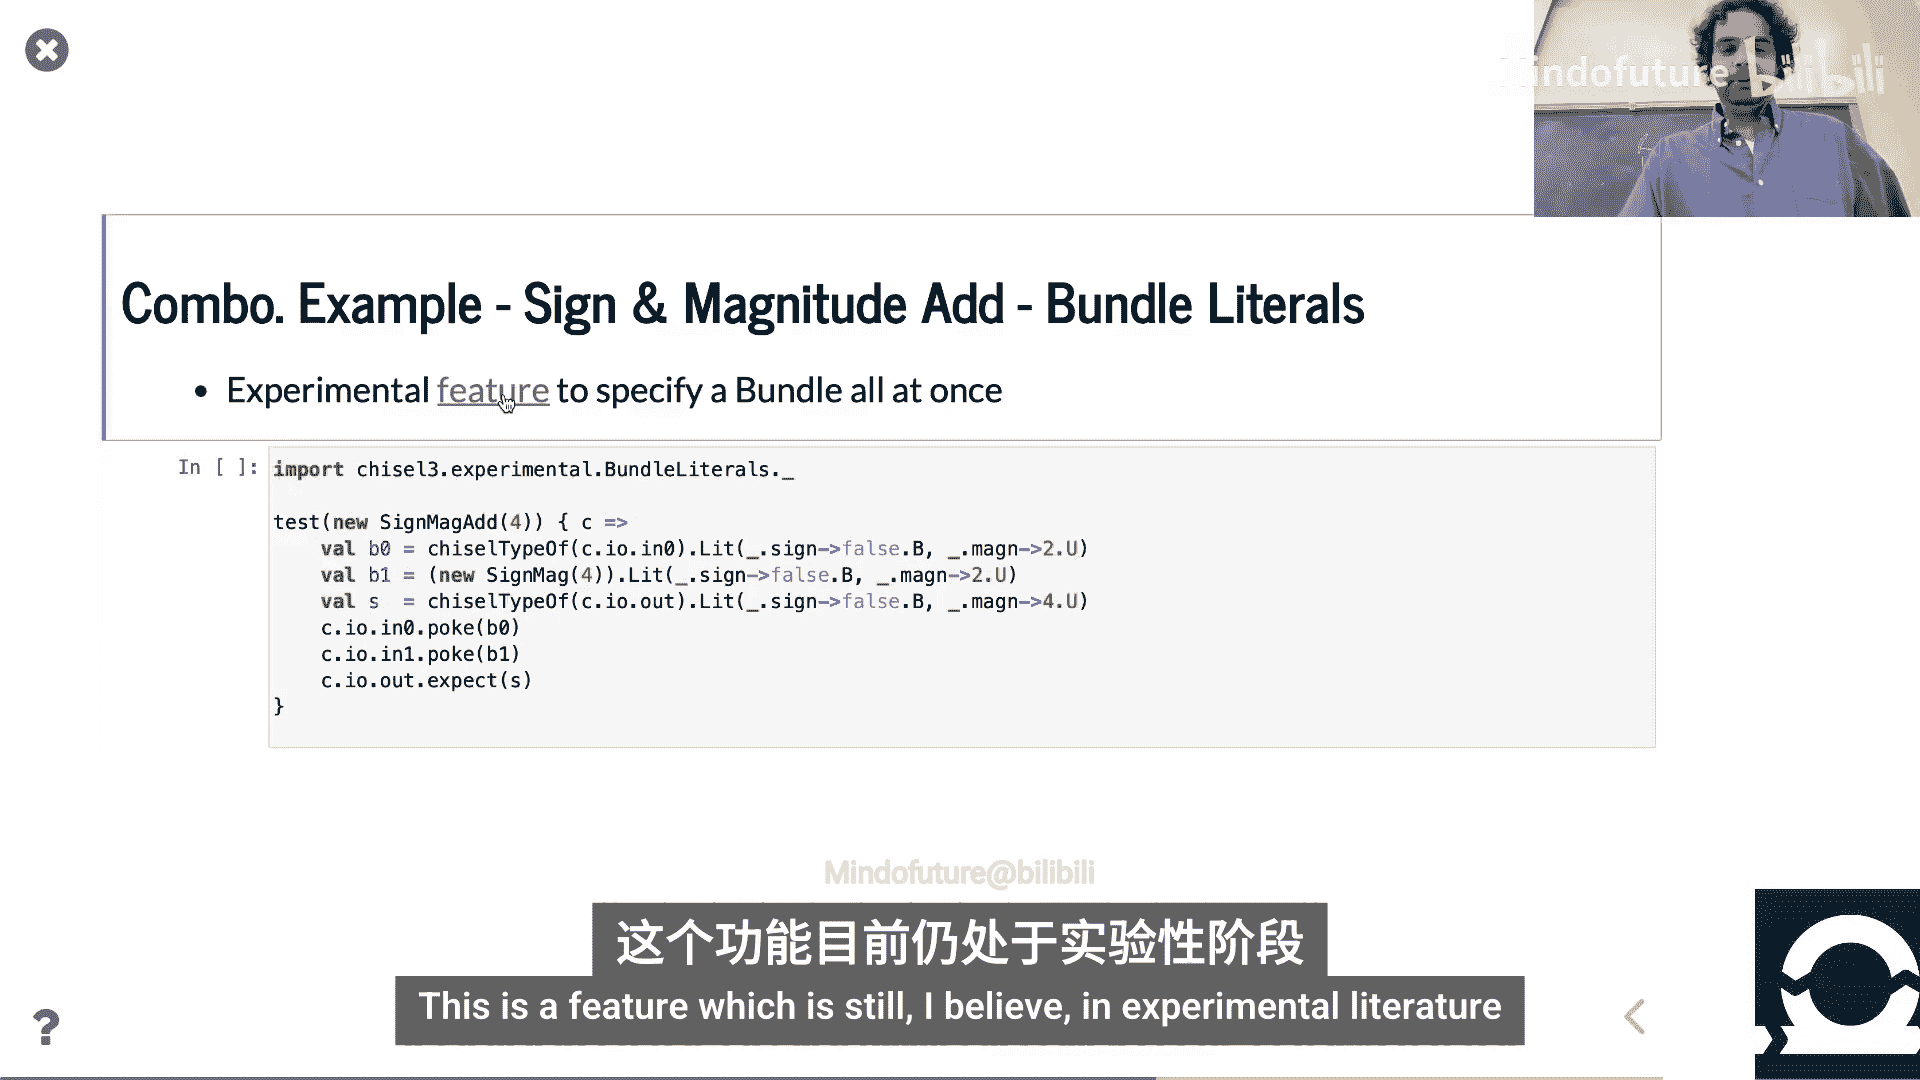 Mindofuture bilibili
Combo. Example - Sign & Magnitude Add - Bundle Literals
• Experimental feature to specify a Bundle all at once
In [ ]:
import chisel3.experimental.BundleLiterals._
test(new SignMagAdd(4)) { c =>
    val b0 = chiselTypeOf(c.io.in0).Lit(_.sign->false.B, _.magn->2.U)
    val b1 = (new SignMag(4)).Lit(_.sign->false.B, _.magn->2.U)
    val s  = chiselTypeOf(c.io.out).Lit(_.sign->false.B, _.magn->4.U)
    c.io.in0.poke(b0)
    c.io.in1.poke(b1)
    c.io.out.expect(s)
}
Mindofuture@bilibili
这个功能目前仍处于实验性阶段
This is a feature which is still, I believe, in experimental literature
?